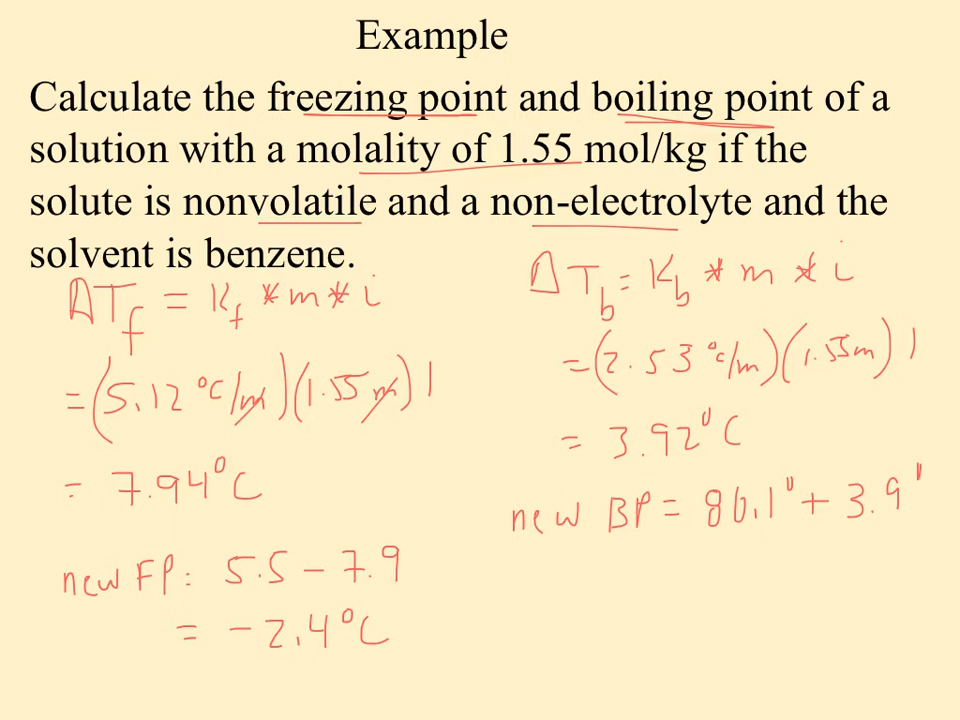 Example
Calculate the freezing point and boiling point of a
solution with a molality of 1.55 mol/kg if the
solute is nonvolatile and a non-electrolyte and the
solvent is benzene.
ΔTf = Kf * m * i
= (5.12 °C/m)(1.55 m) 1
= 7.94°C
new FP: 5.5 - 7.9
= -2.4°C
ΔTb = Kb * m * i
= (2.53 °C/m)(1.55m) 1
= 3.92°C
new BP = 80.1° + 3.9°